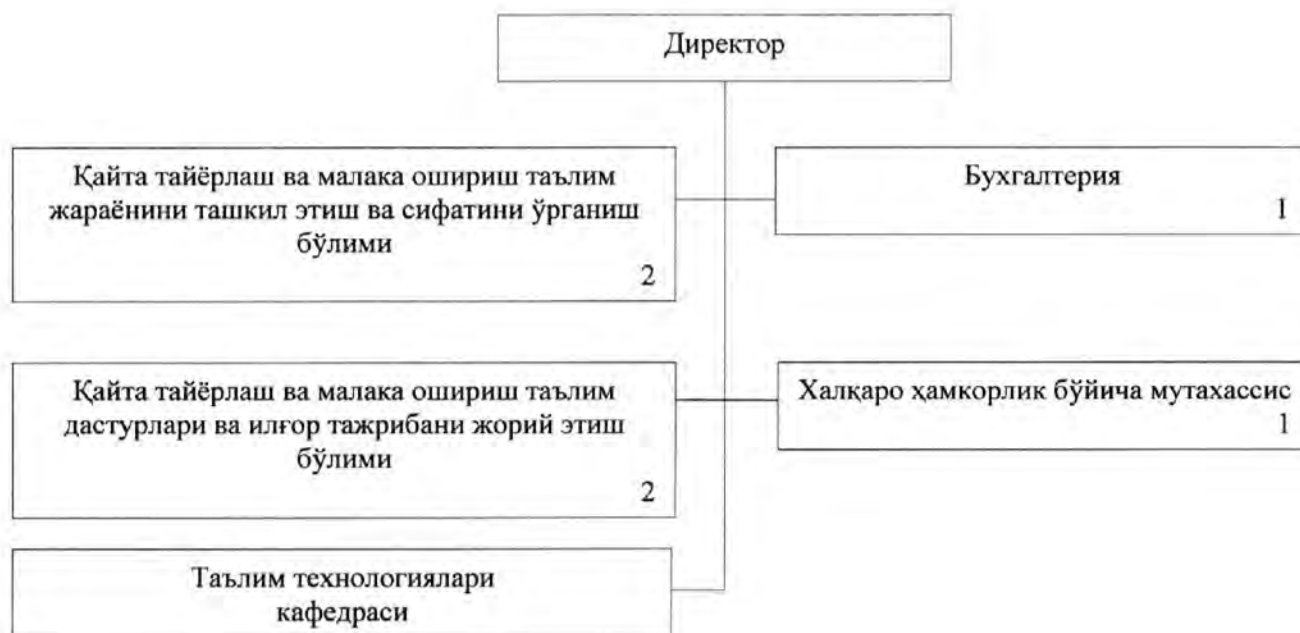 Директор
Қайта тайёрлаш ва малака ошириш таълим
жараёнини ташкил этиш ва сифатини ўрганиш
бўлими
2
Бухгалтерия
1
Қайта тайёрлаш ва малака ошириш таълим
дастурлари ва илғор тажрибани жорий этиш
бўлими
2
Халқаро ҳамкорлик бўйича мутахассис
1
Таълим технологиялари
кафедраси